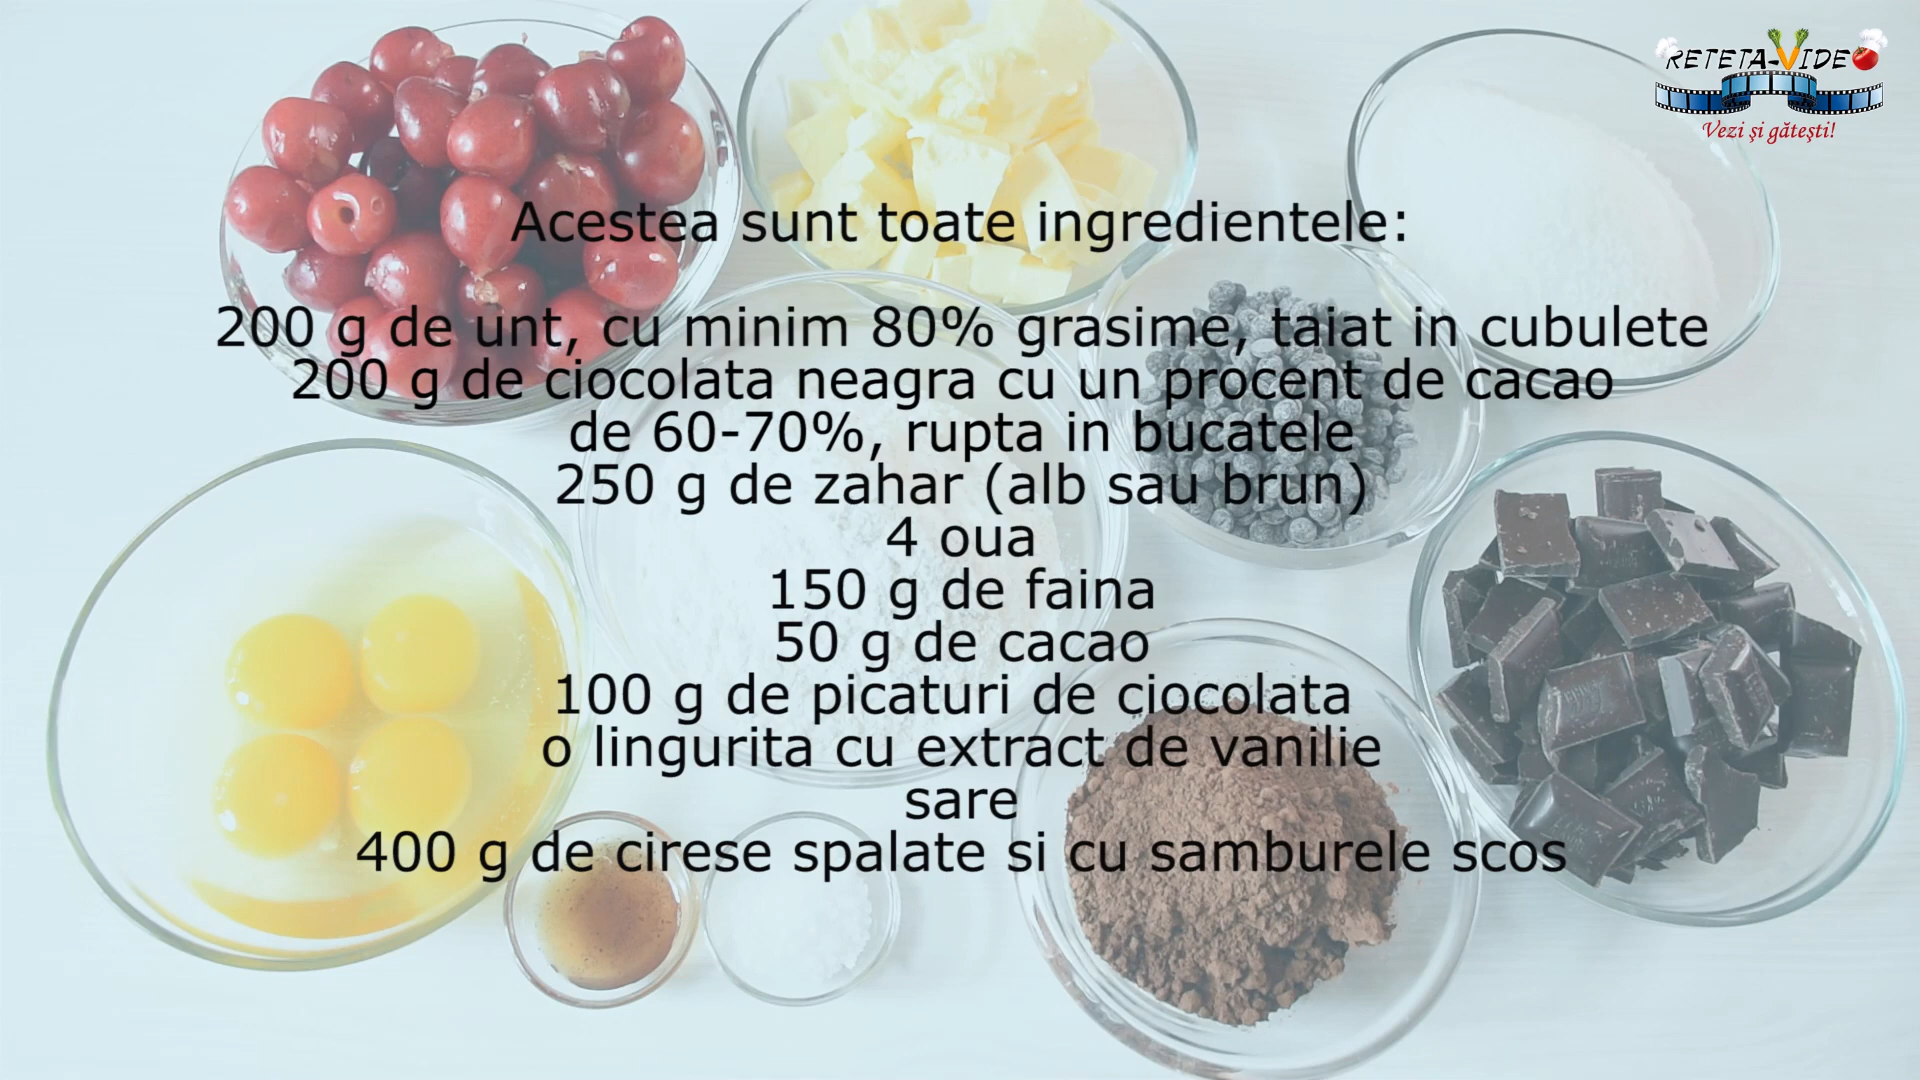 RETETA-VIDEO
Vezi și gătești!
Acestea sunt toate ingredientele:
200 g de unt, cu minim 80% grasime, taiat in cubulete
200 g de ciocolata neagra cu un procent de cacao
de 60-70%, rupta in bucatele
250 g de zahar (alb sau brun)
4 oua
150 g de faina
50 g de cacao
100 g de picaturi de ciocolata
o lingurita cu extract de vanilie
sare
400 g de cirese spalate si cu samburele scos